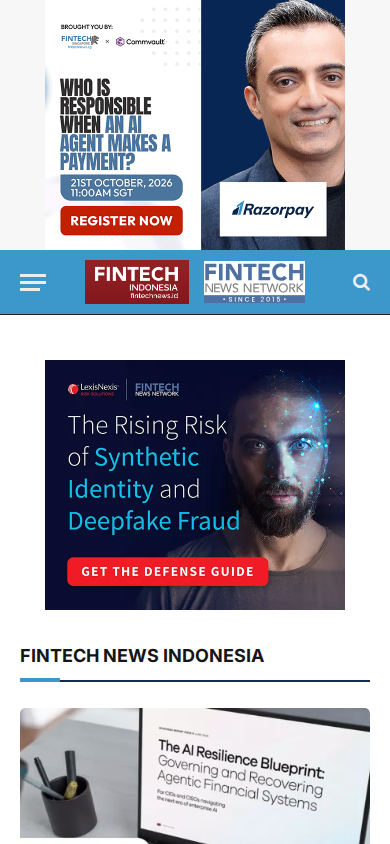 BROUGHT YOU BY:
FINTECH × Commvault
WHO IS
RESPONSIBLE
WHEN AN AI
AGENT MAKES A
PAYMENT?
21ST OCTOBER, 2026
11:00AM SGT
REGISTER NOW
Razorpay
FINTECH
INDONESIA
fintechnews.id
FINTECH
NEWS NETWORK
• SINCE 2015 •
LexisNexis
RISK SOLUTIONS
FINTECH
NEWS NETWORK
The Rising Risk
of Synthetic
Identity and
Deepfake Fraud
GET THE DEFENSE GUIDE
FINTECH NEWS INDONESIA
The AI Resilience Blueprint:
Governing and Recovering
Agentic Financial Systems
For CIOs and CISOs navigating
the next era of enterprise AI